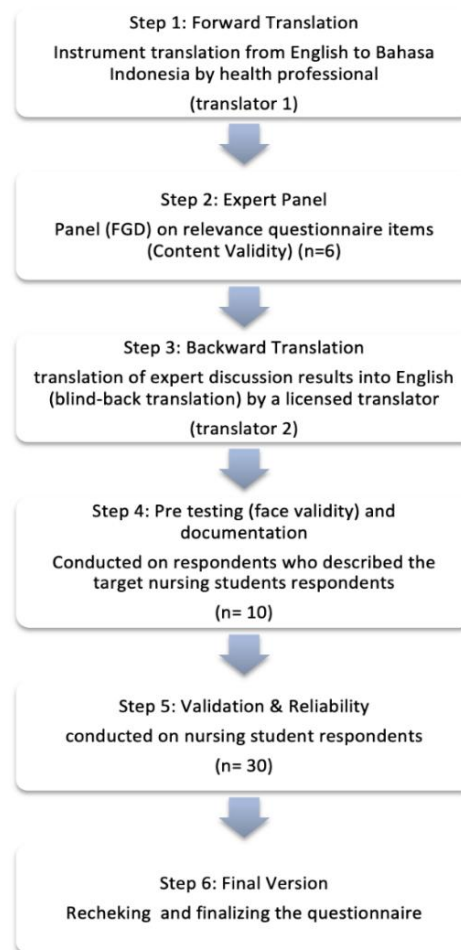 Step 1: Forward Translation
Instrument translation from English to Bahasa
Indonesia by health professional
(translator 1)
Step 2: Expert Panel
Panel (FGD) on relevance questionnaire items
(Content Validity) (n=6)
Step 3: Backward Translation
translation of expert discussion results into English
(blind-back translation) by a licensed translator
(translator 2)
Step 4: Pre testing (face validity) and
documentation
Conducted on respondents who described the
target nursing students respondents
(n= 10)
Step 5: Validation & Reliability
conducted on nursing student respondents
(n= 30)
Step 6: Final Version
Recheking and finalizing the questionnaire